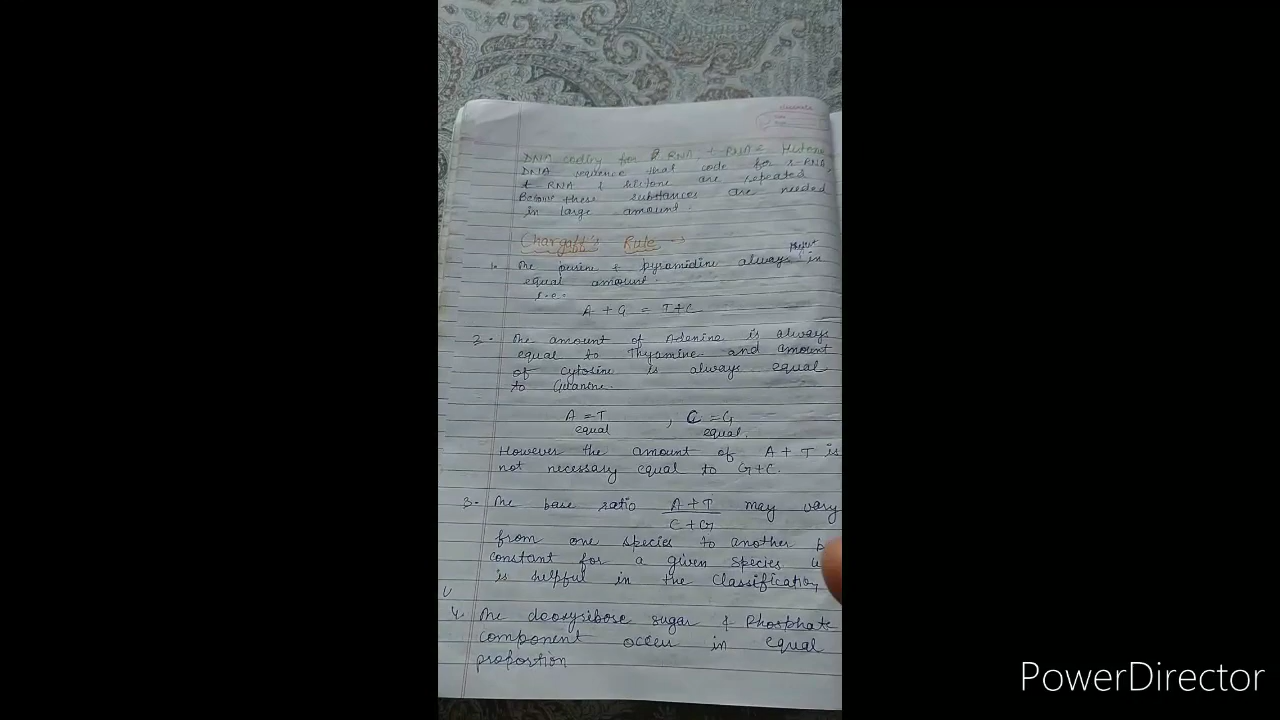 classmate
Date
Page
DNA coding for r RNA, t RNA & Histone
DNA sequence that code for r-RNA,
t RNA & Histone are repeated
Because these substances are needed
in large amount.
Chargaff's Rule →
present
1. The purine & pyramidine always in
equal amount.
i.e.
A + G = T+C
2. The amount of Adenine is always
equal to Thyamine and amount
of cytosine is always equal
to Guanine.
A = T , C = G
equal equal.
However the amount of A + T is
not necessary equal to G+C.
3. The base ratio A + T may vary
C + G
from one species to another
constant for a given species
is helpful in the classification
4. The deoxyribose sugar & Phosphate
component occur in equal
proportion
PowerDirector